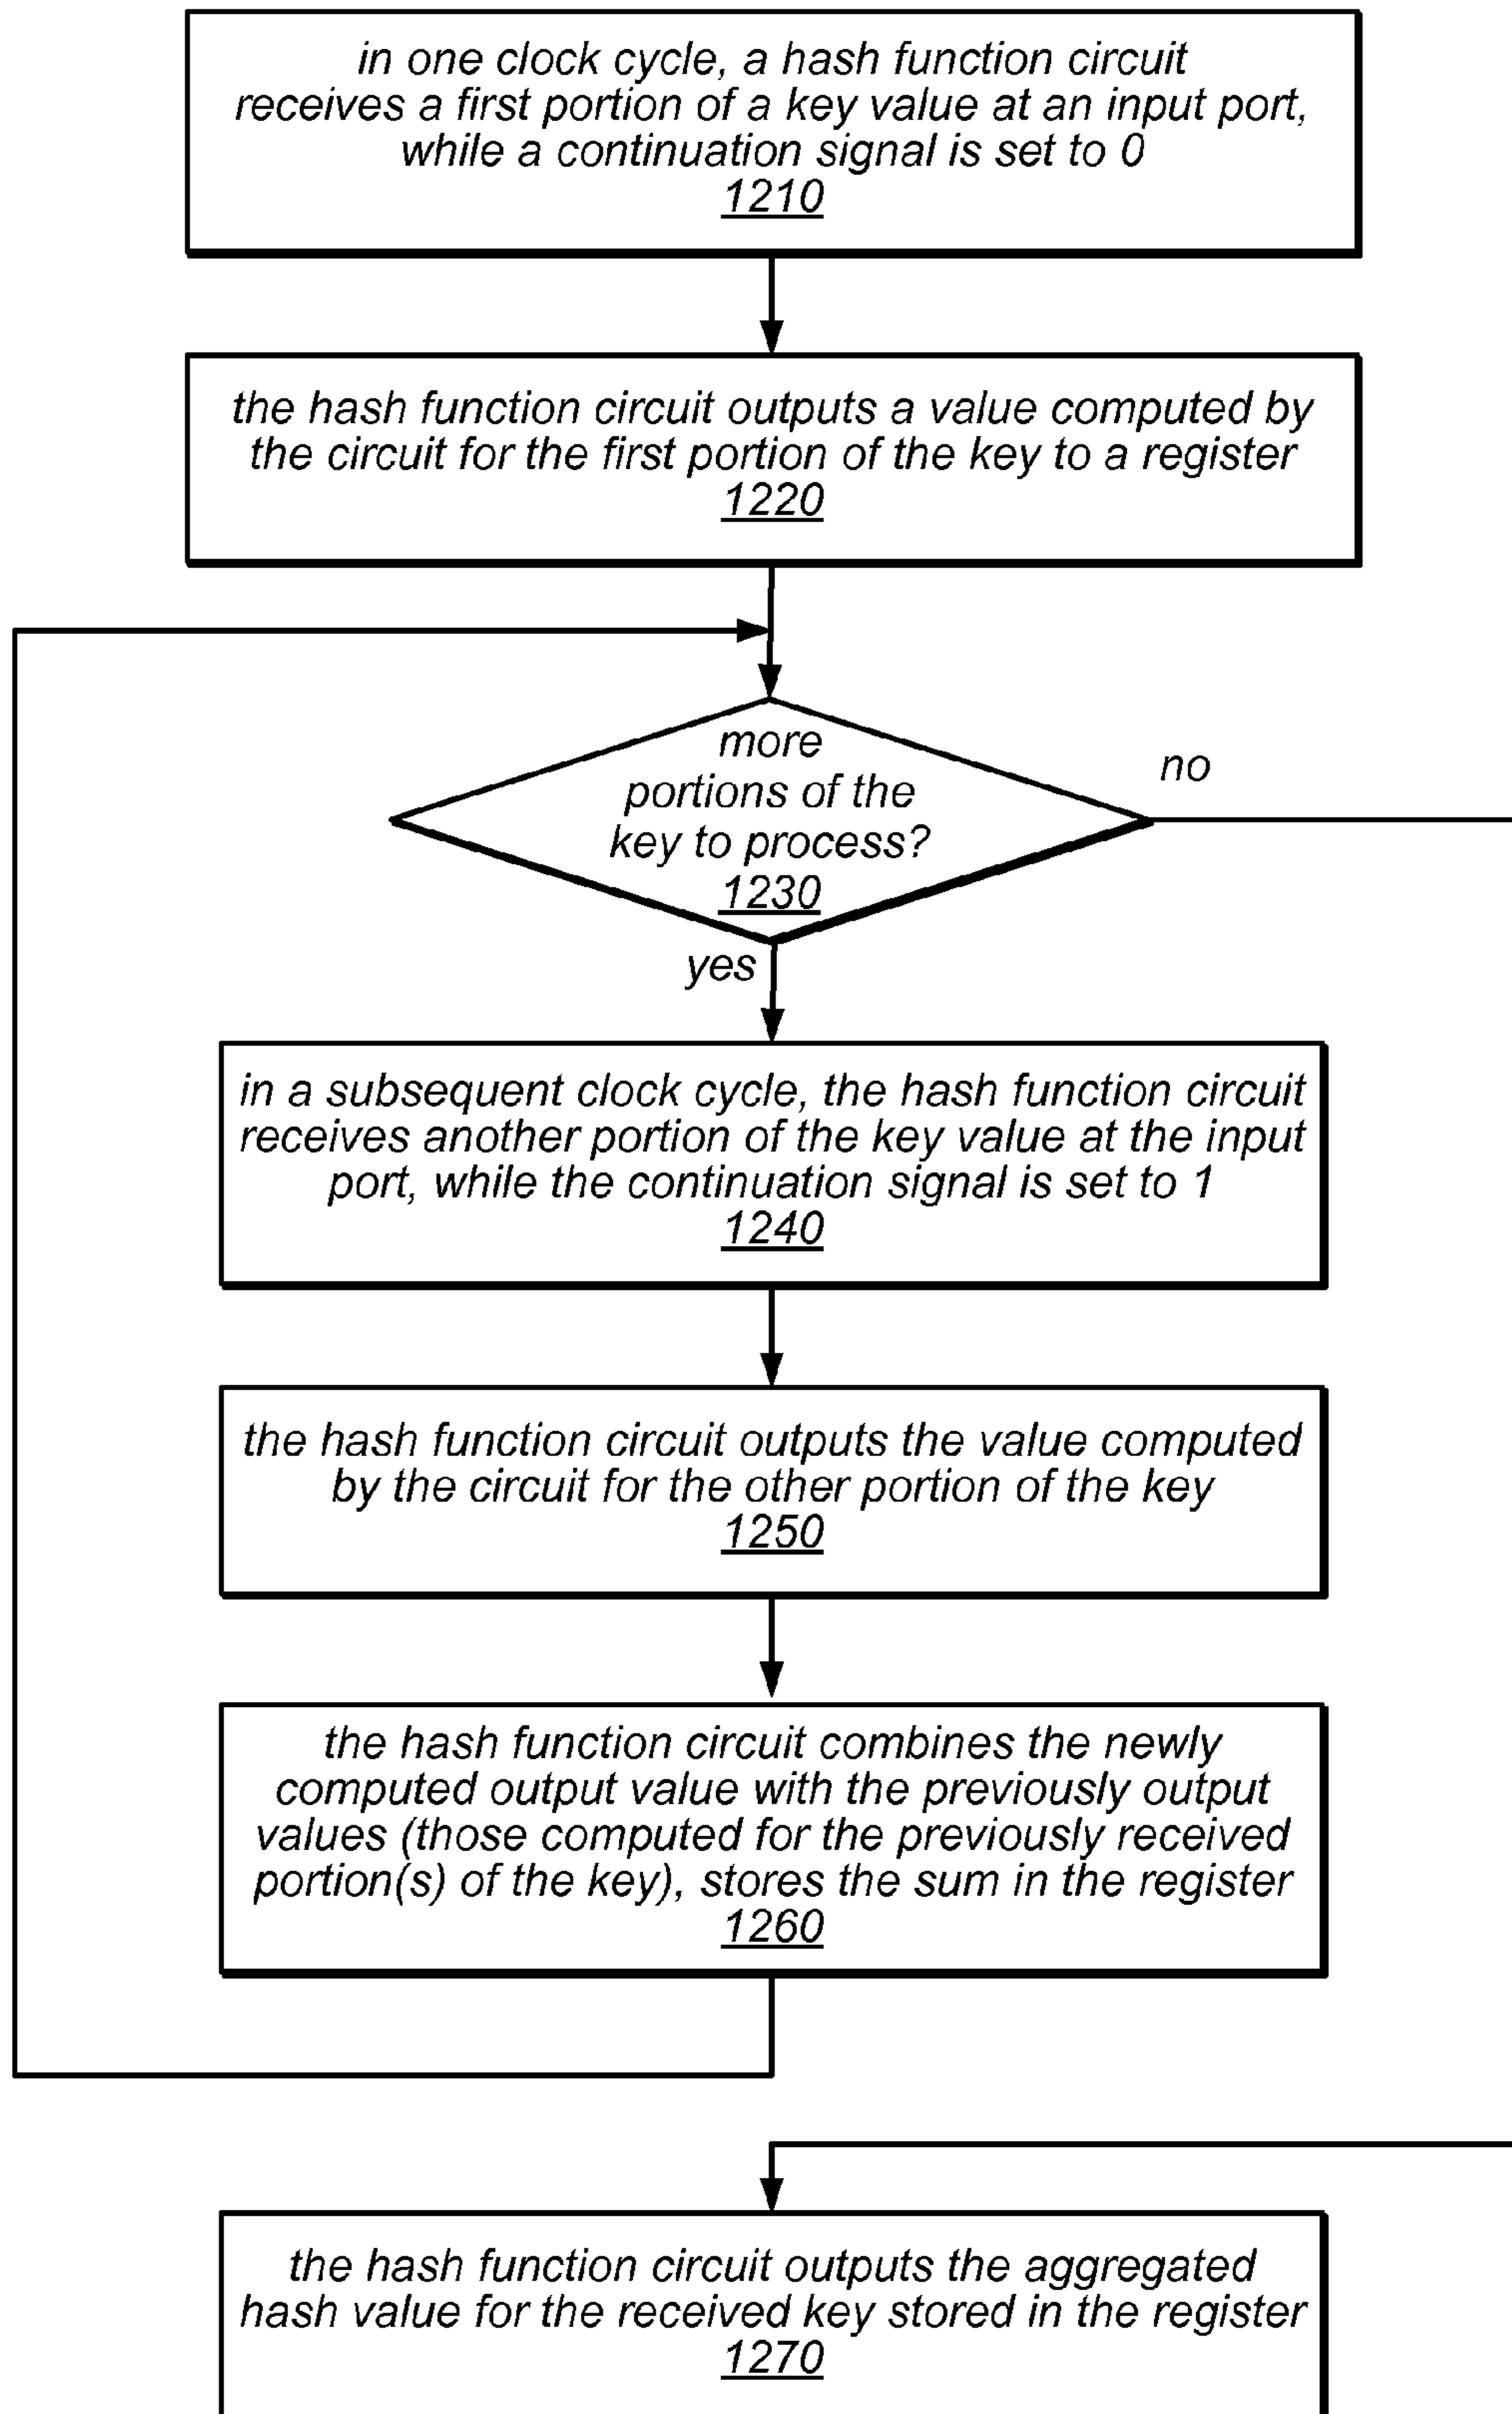 in one clock cycle, a hash function circuit
receives a first portion of a key value at an input port,
while a continuation signal is set to 0
1210
the hash function circuit outputs a value computed by
the circuit for the first portion of the key to a register
1220
more
portions of the
key to process?
1230
no
yes
in a subsequent clock cycle, the hash function circuit
receives another portion of the key value at the input
port, while the continuation signal is set to 1
1240
the hash function circuit outputs the value computed
by the circuit for the other portion of the key
1250
the hash function circuit combines the newly
computed output value with the previously output
values (those computed for the previously received
portion(s) of the key), stores the sum in the register
1260
the hash function circuit outputs the aggregated
hash value for the received key stored in the register
1270